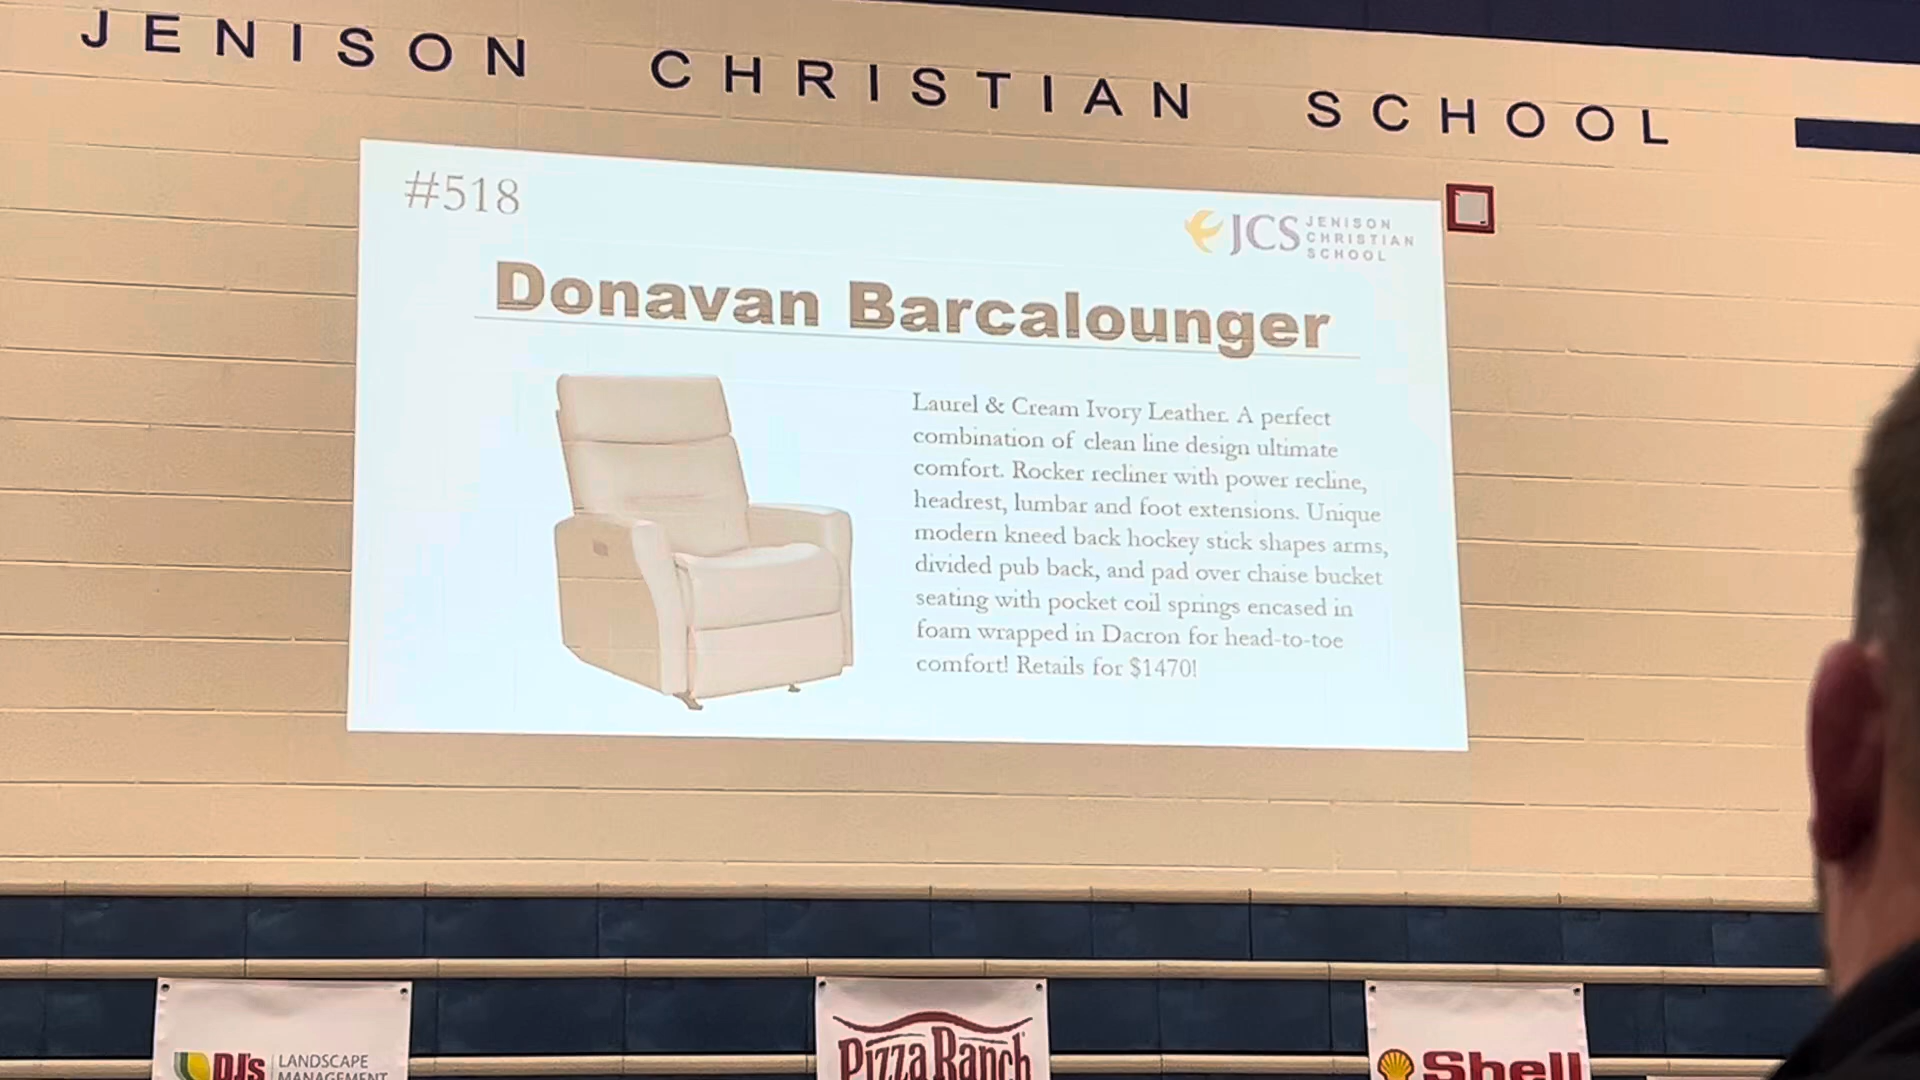 JENISON CHRISTIAN SCHOOL
#518
JCS
JENISON
CHRISTIAN
SCHOOL
Donavan Barcalounger
Laurel & Cream Ivory Leather. A perfect
combination of clean line design ultimate
comfort. Rocker recliner with power recline,
headrest, lumbar and foot extensions. Unique
modern kneed back hockey stick shapes arms,
divided pub back, and pad over chaise bucket
seating with pocket coil springs encased in
foam wrapped in Dacron for head-to-toe
comfort! Retails for $1470!
DJ's
LANDSCAPE
MANAGEMENT
Pizza Ranch
Shell